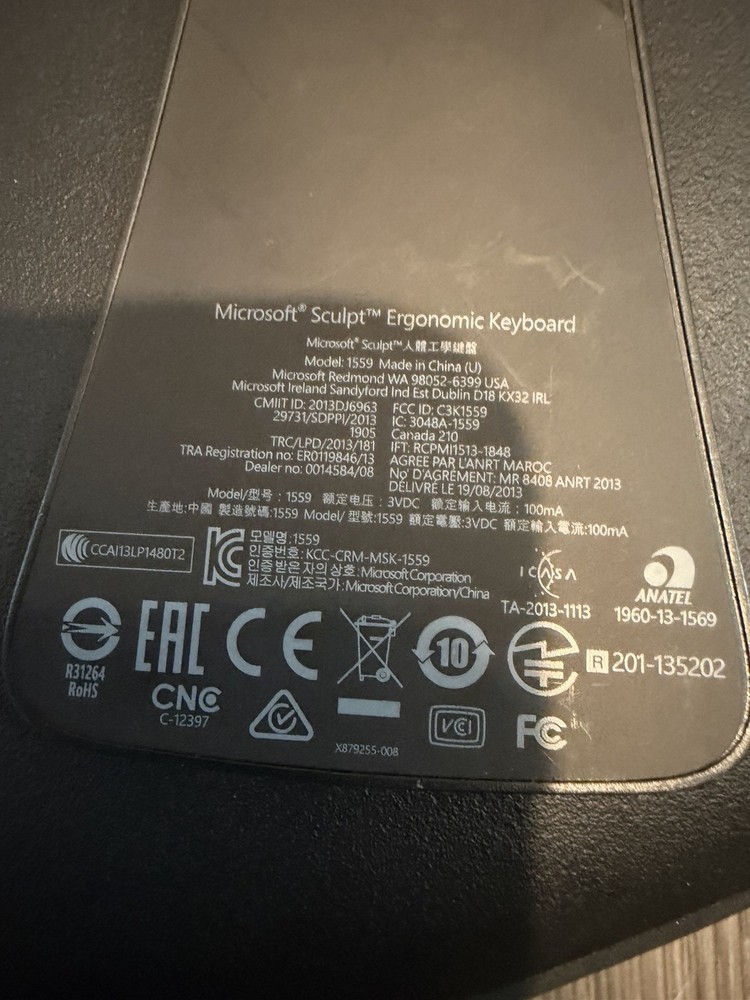 Microsoft® Sculpt™ Ergonomic Keyboard
Microsoft® Sculpt™人體工學鍵盤
Model: 1559 Made in China (U)
Microsoft Redmond WA 98052-6399 USA
Microsoft Ireland Sandyford Ind Est Dublin D18 KX32 IRL
CMIIT ID: 2013DJ6963 FCC ID: C3K1559
29731/SDPPI/2013 IC: 3048A-1559
1905 Canada 210
TRC/LPD/2013/181 IFT: RCPMI1513-1848
TRA Registration no: ER0119846/13 AGREE PAR L'ANRT MAROC
Dealer no: 0014584/08 No' D'AGREMENT: MR 8408 ANRT 2013
DELIVRE LE 19/08/2013
Model/型号：1559 额定电压：3VDC 额定输入电流：100mA
生產地:中國 製造號碼:1559 Model/ 型號:1559 額定電壓:3VDC 額定輸入電流:100mA
CCAI13LP1480T2
모델명:1559
인증번호: KCC-CRM-MSK-1559
인증 받은 자의 상호: Microsoft Corporation
제조사/제조국가: Microsoft Corporation/China
ICASA
TA-2013-1113
ANATEL
1960-13-1569
R31264
RoHS
EAC
CE
10
R 201-135202
CNC
C-12397
X879255-008
VCI
FC